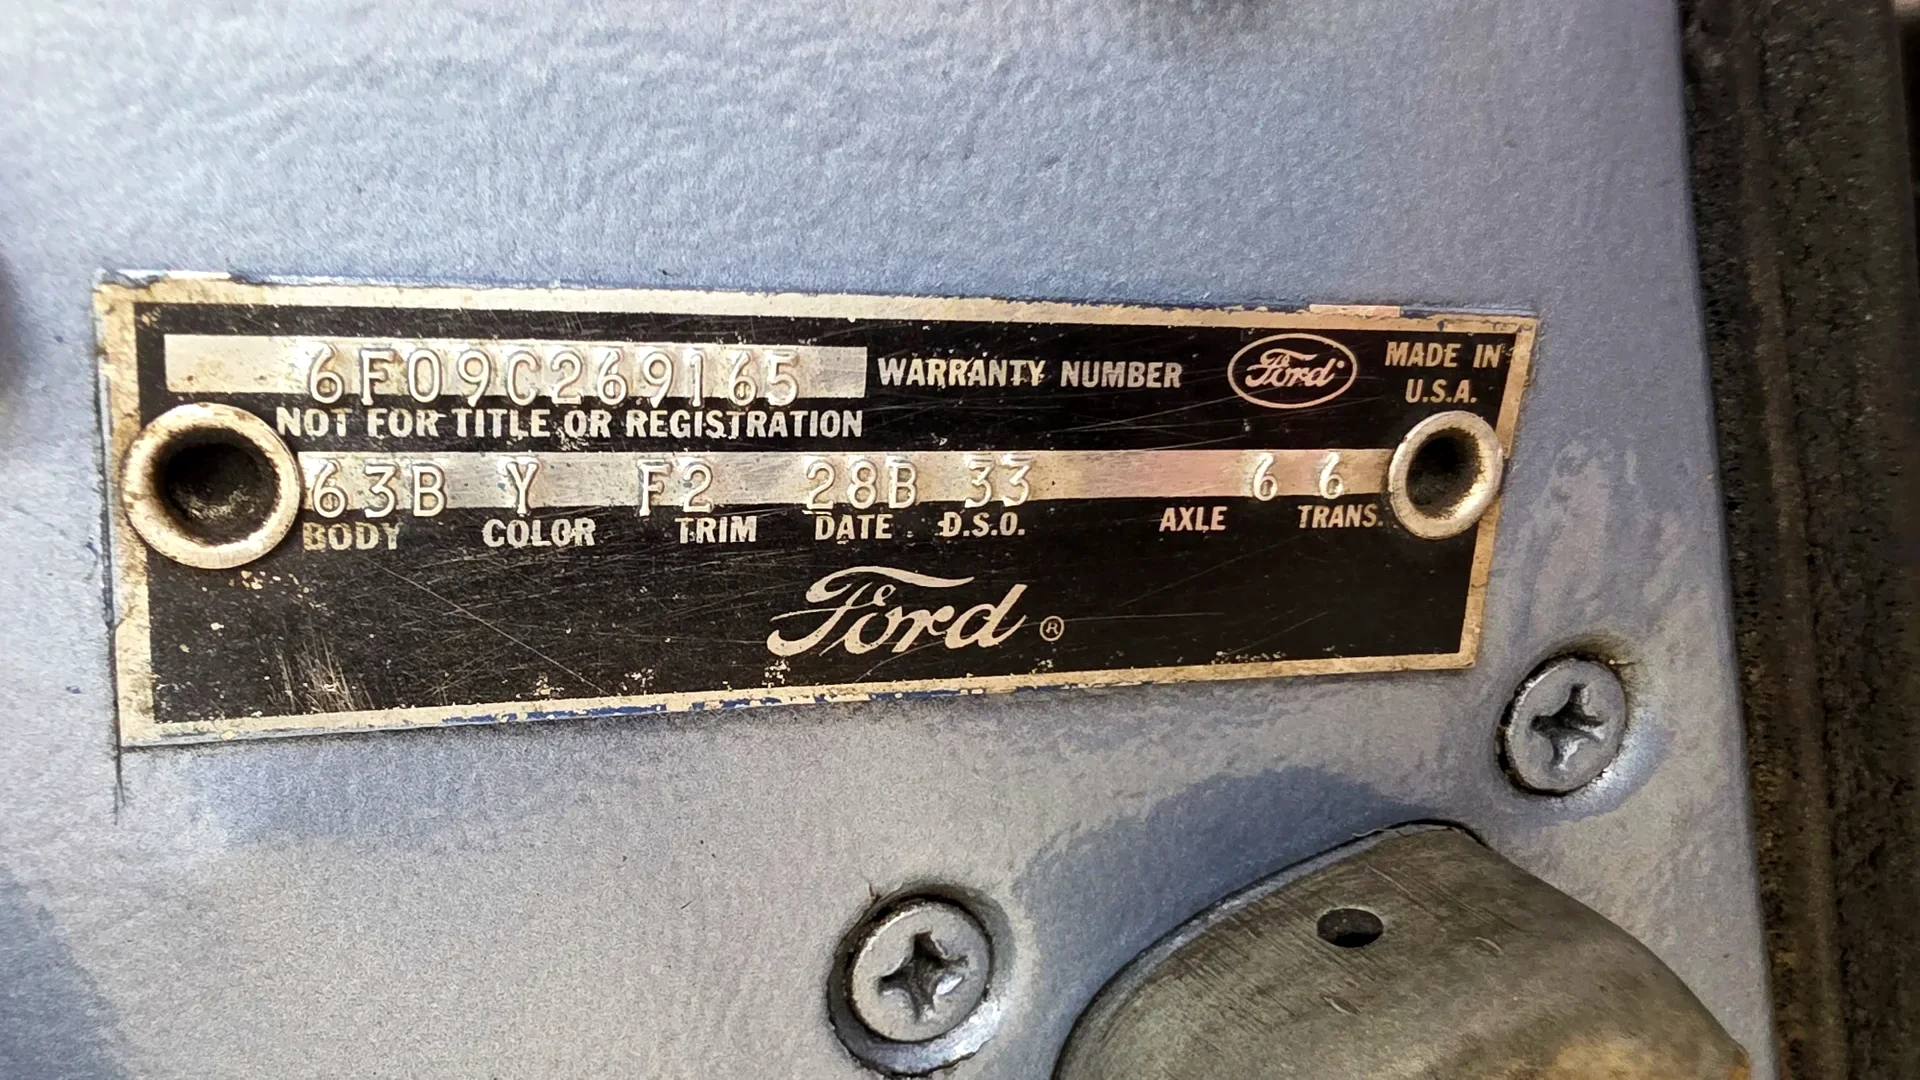 6F09C269165 WARRANTY NUMBER Ford MADE IN
U.S.A.
NOT FOR TITLE OR REGISTRATION
63B Y F2 28B 33 6 6
BODY COLOR TRIM DATE D.S.O. AXLE TRANS.
Ford ®